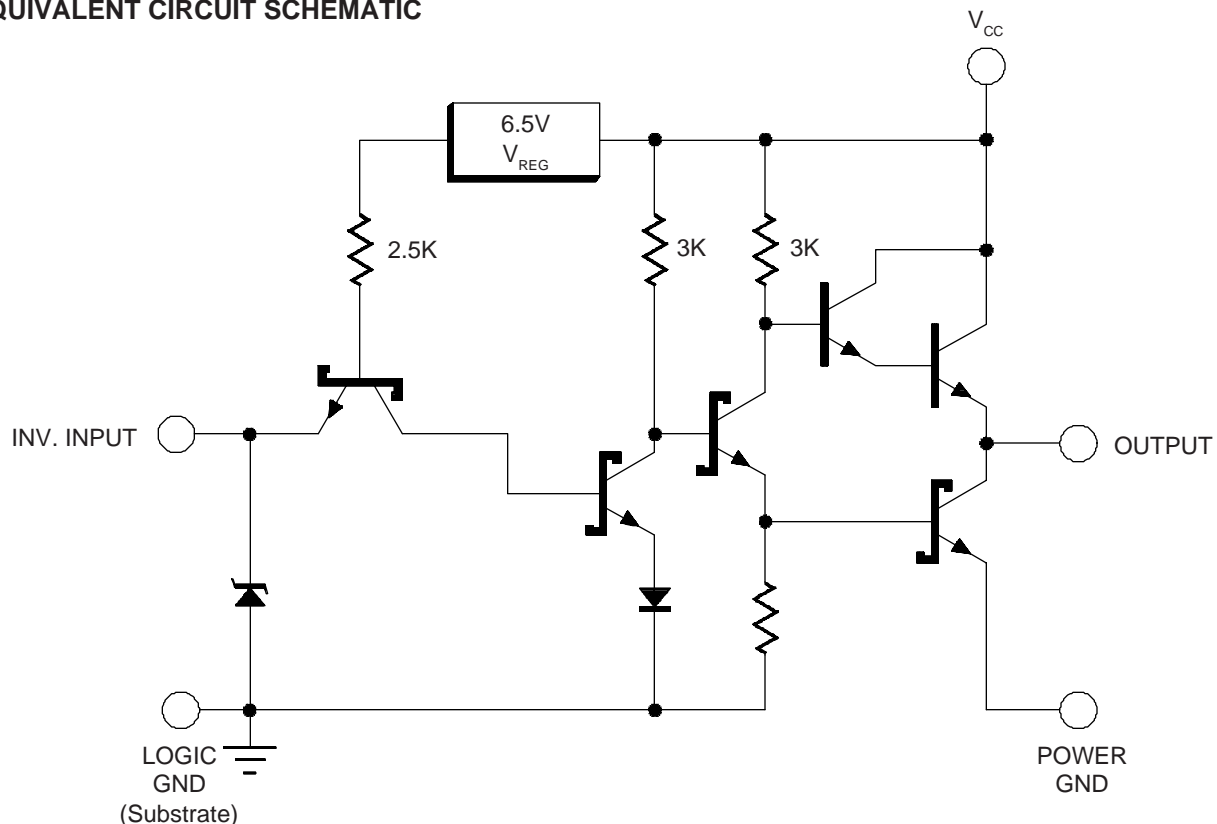 QUIVALENT CIRCUIT SCHEMATIC
VCC
6.5V
VREG
2.5K
3K
3K
INV. INPUT
OUTPUT
LOGIC
GND
(Substrate)
POWER
GND